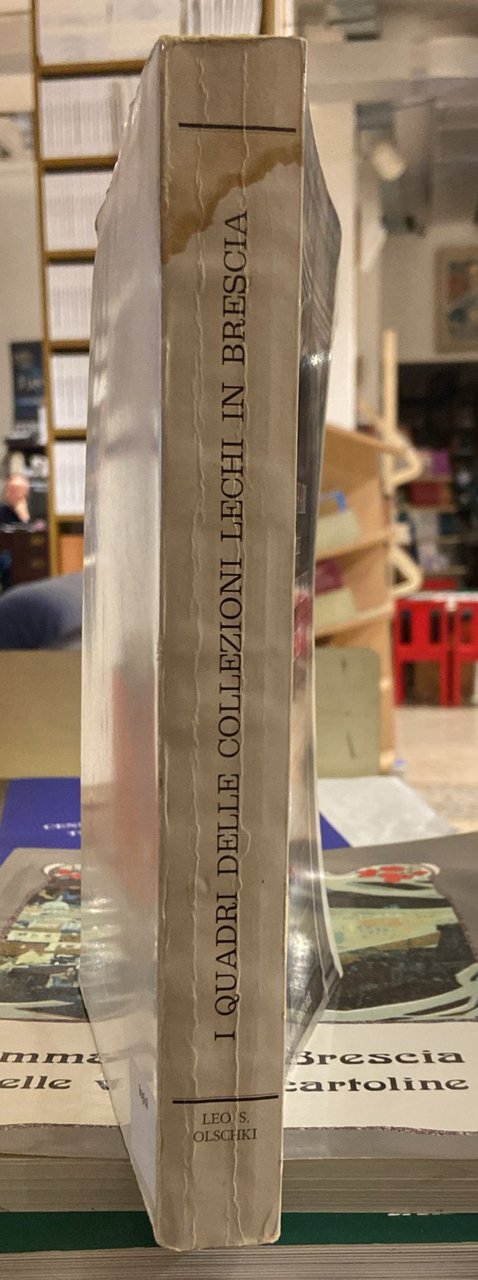 I QUADRI DELLE COLLEZIONI LECHI IN BRESCIA
LEO S.
OLSCHKI
Brescia
cartoline